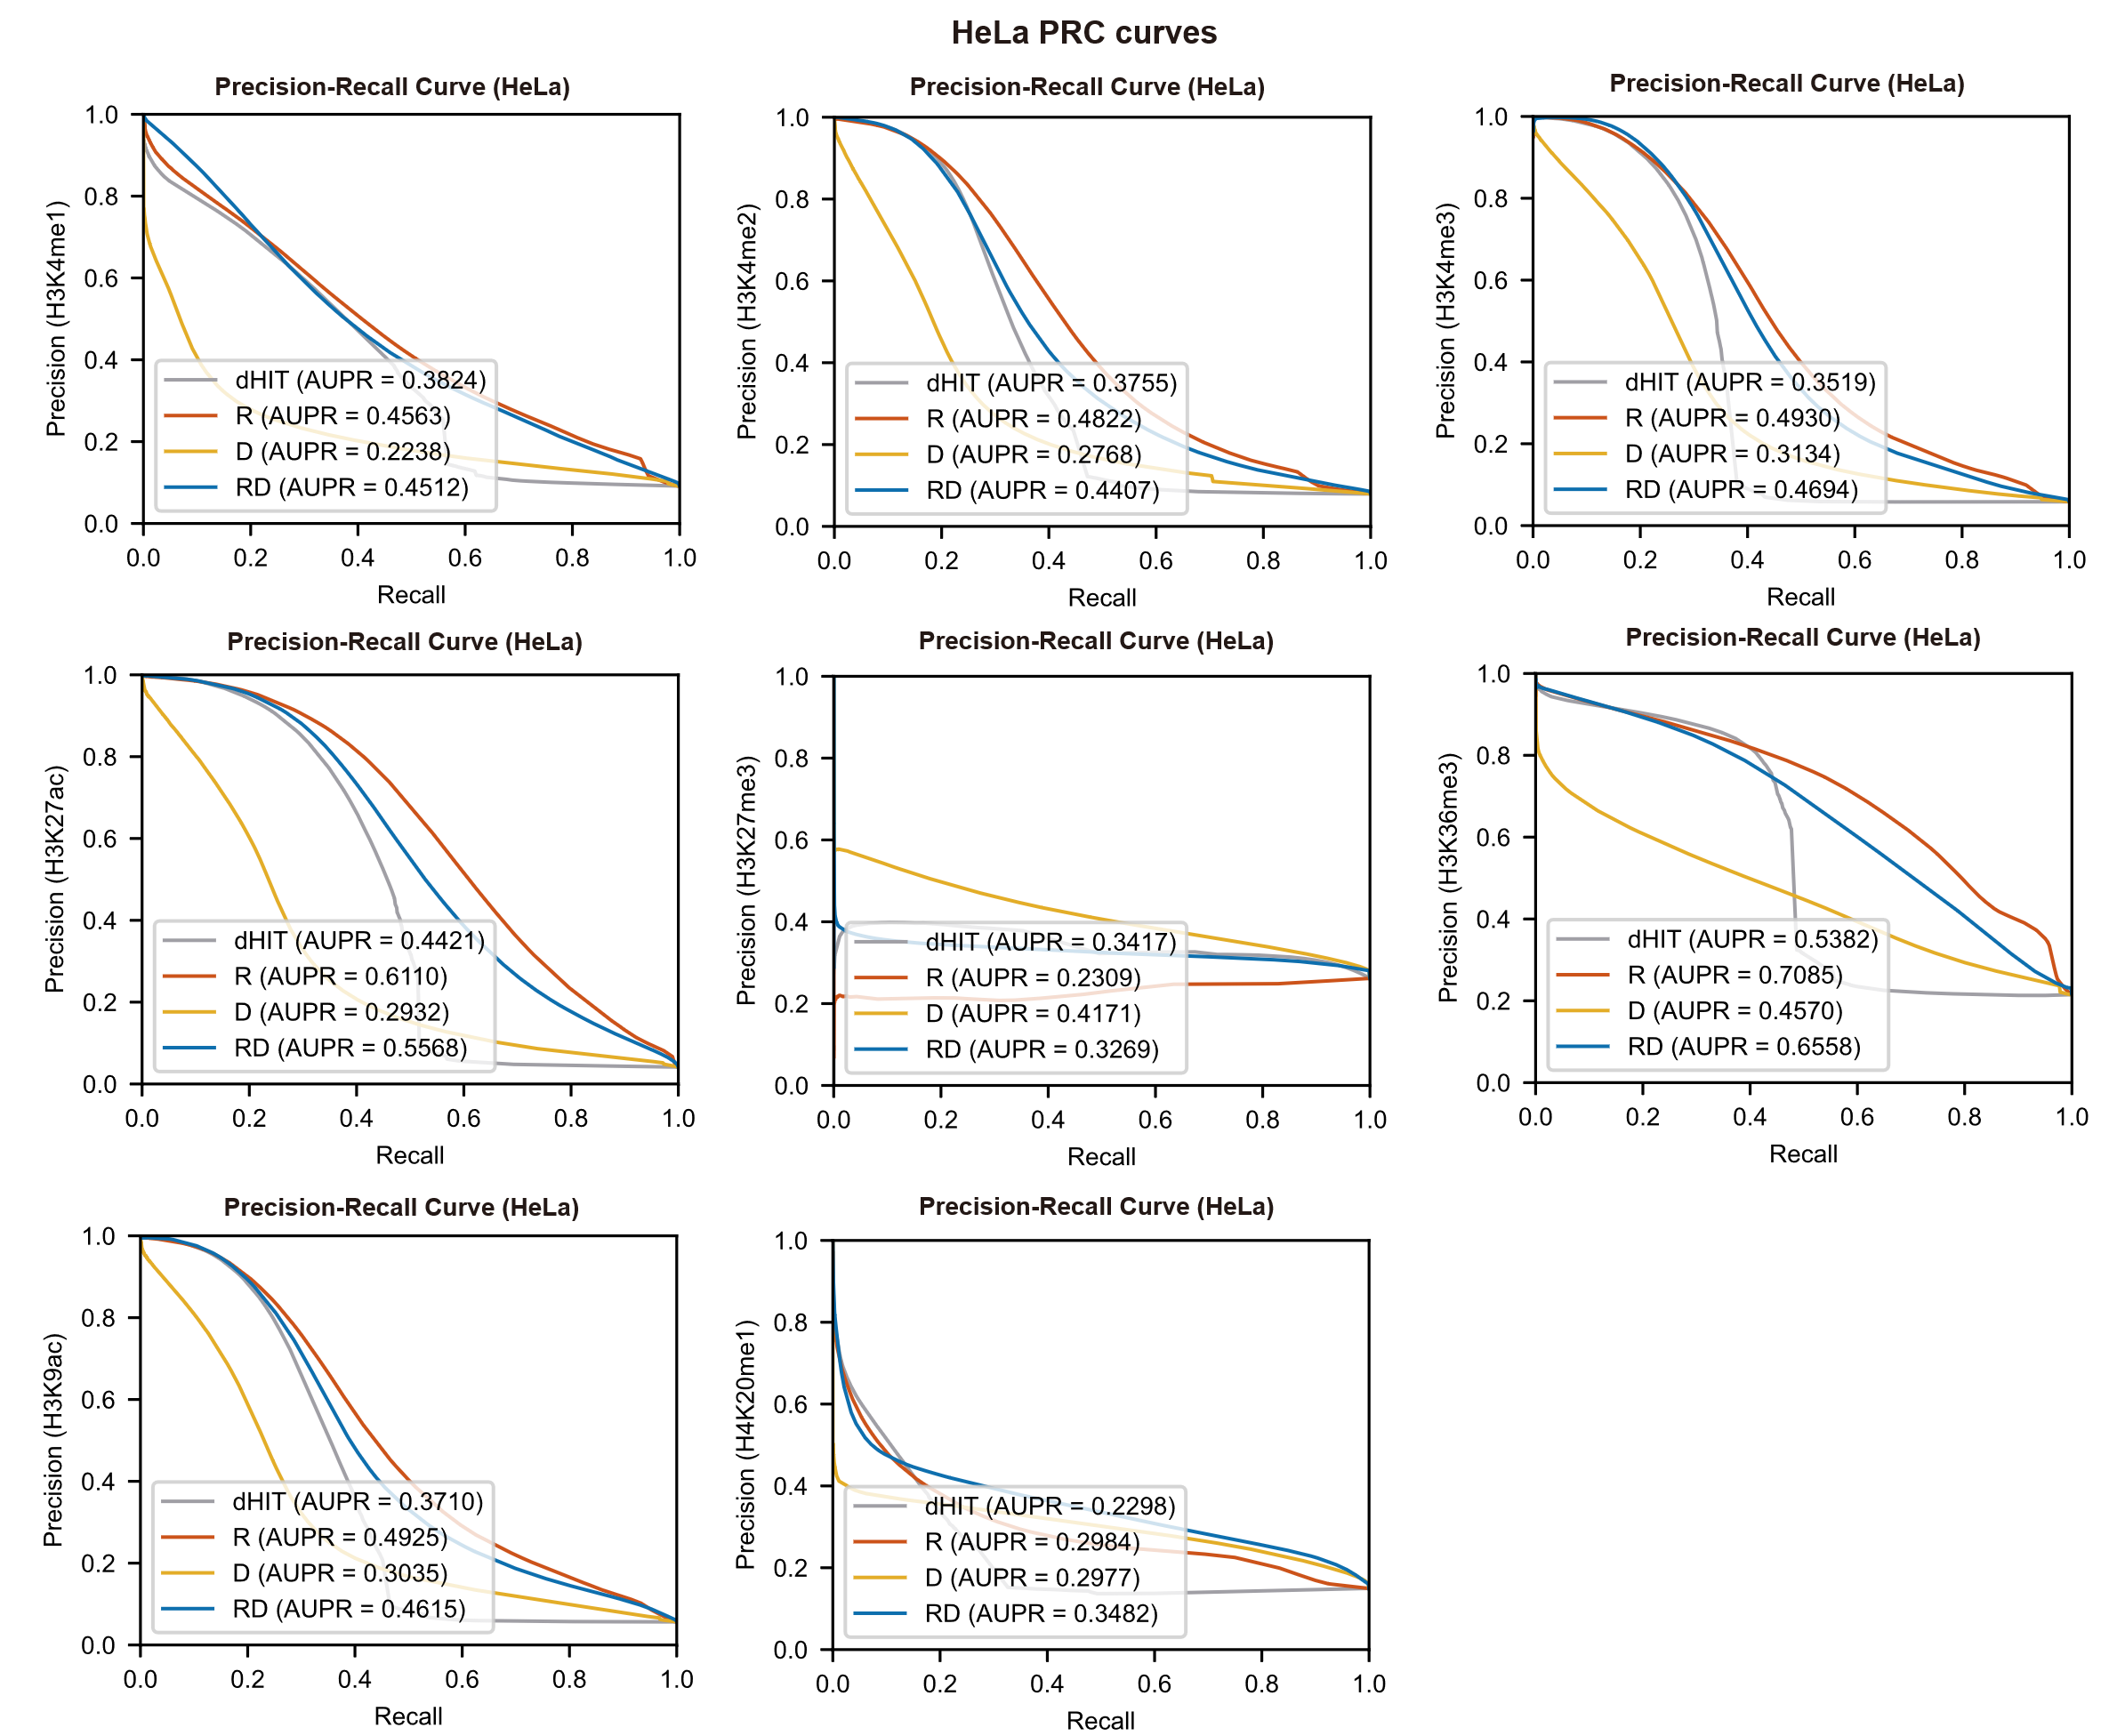 HeLa PRC curves
Precision-Recall Curve (HeLa)
Precision (H3K4me1)
1.0
0.8
0.6
0.4
0.2
0.0
dHIT (AUPR = 0.3824)
R (AUPR = 0.4563)
D (AUPR = 0.2238)
RD (AUPR = 0.4512)
0.0 0.2 0.4 0.6 0.8 1.0
Recall
Precision-Recall Curve (HeLa)
Precision (H3K4me2)
1.0
0.8
0.6
0.4
0.2
0.0
dHIT (AUPR = 0.3755)
R (AUPR = 0.4822)
D (AUPR = 0.2768)
RD (AUPR = 0.4407)
0.0 0.2 0.4 0.6 0.8 1.0
Recall
Precision-Recall Curve (HeLa)
Precision (H3K4me3)
1.0
0.8
0.6
0.4
0.2
0.0
dHIT (AUPR = 0.3519)
R (AUPR = 0.4930)
D (AUPR = 0.3134)
RD (AUPR = 0.4694)
0.0 0.2 0.4 0.6 0.8 1.0
Recall
Precision-Recall Curve (HeLa)
Precision (H3K27ac)
1.0
0.8
0.6
0.4
0.2
0.0
dHIT (AUPR = 0.4421)
R (AUPR = 0.6110)
D (AUPR = 0.2932)
RD (AUPR = 0.5568)
0.0 0.2 0.4 0.6 0.8 1.0
Recall
Precision-Recall Curve (HeLa)
Precision (H3K27me3)
1.0
0.8
0.6
0.4
0.2
0.0
dHIT (AUPR = 0.3417)
R (AUPR = 0.2309)
D (AUPR = 0.4171)
RD (AUPR = 0.3269)
0.0 0.2 0.4 0.6 0.8 1.0
Recall
Precision-Recall Curve (HeLa)
Precision (H3K36me3)
1.0
0.8
0.6
0.4
0.2
0.0
dHIT (AUPR = 0.5382)
R (AUPR = 0.7085)
D (AUPR = 0.4570)
RD (AUPR = 0.6558)
0.0 0.2 0.4 0.6 0.8 1.0
Recall
Precision-Recall Curve (HeLa)
Precision (H3K9ac)
1.0
0.8
0.6
0.4
0.2
0.0
dHIT (AUPR = 0.3710)
R (AUPR = 0.4925)
D (AUPR = 0.3035)
RD (AUPR = 0.4615)
0.0 0.2 0.4 0.6 0.8 1.0
Recall
Precision-Recall Curve (HeLa)
Precision (H4K20me1)
1.0
0.8
0.6
0.4
0.2
0.0
dHIT (AUPR = 0.2298)
R (AUPR = 0.2984)
D (AUPR = 0.2977)
RD (AUPR = 0.3482)
0.0 0.2 0.4 0.6 0.8 1.0
Recall